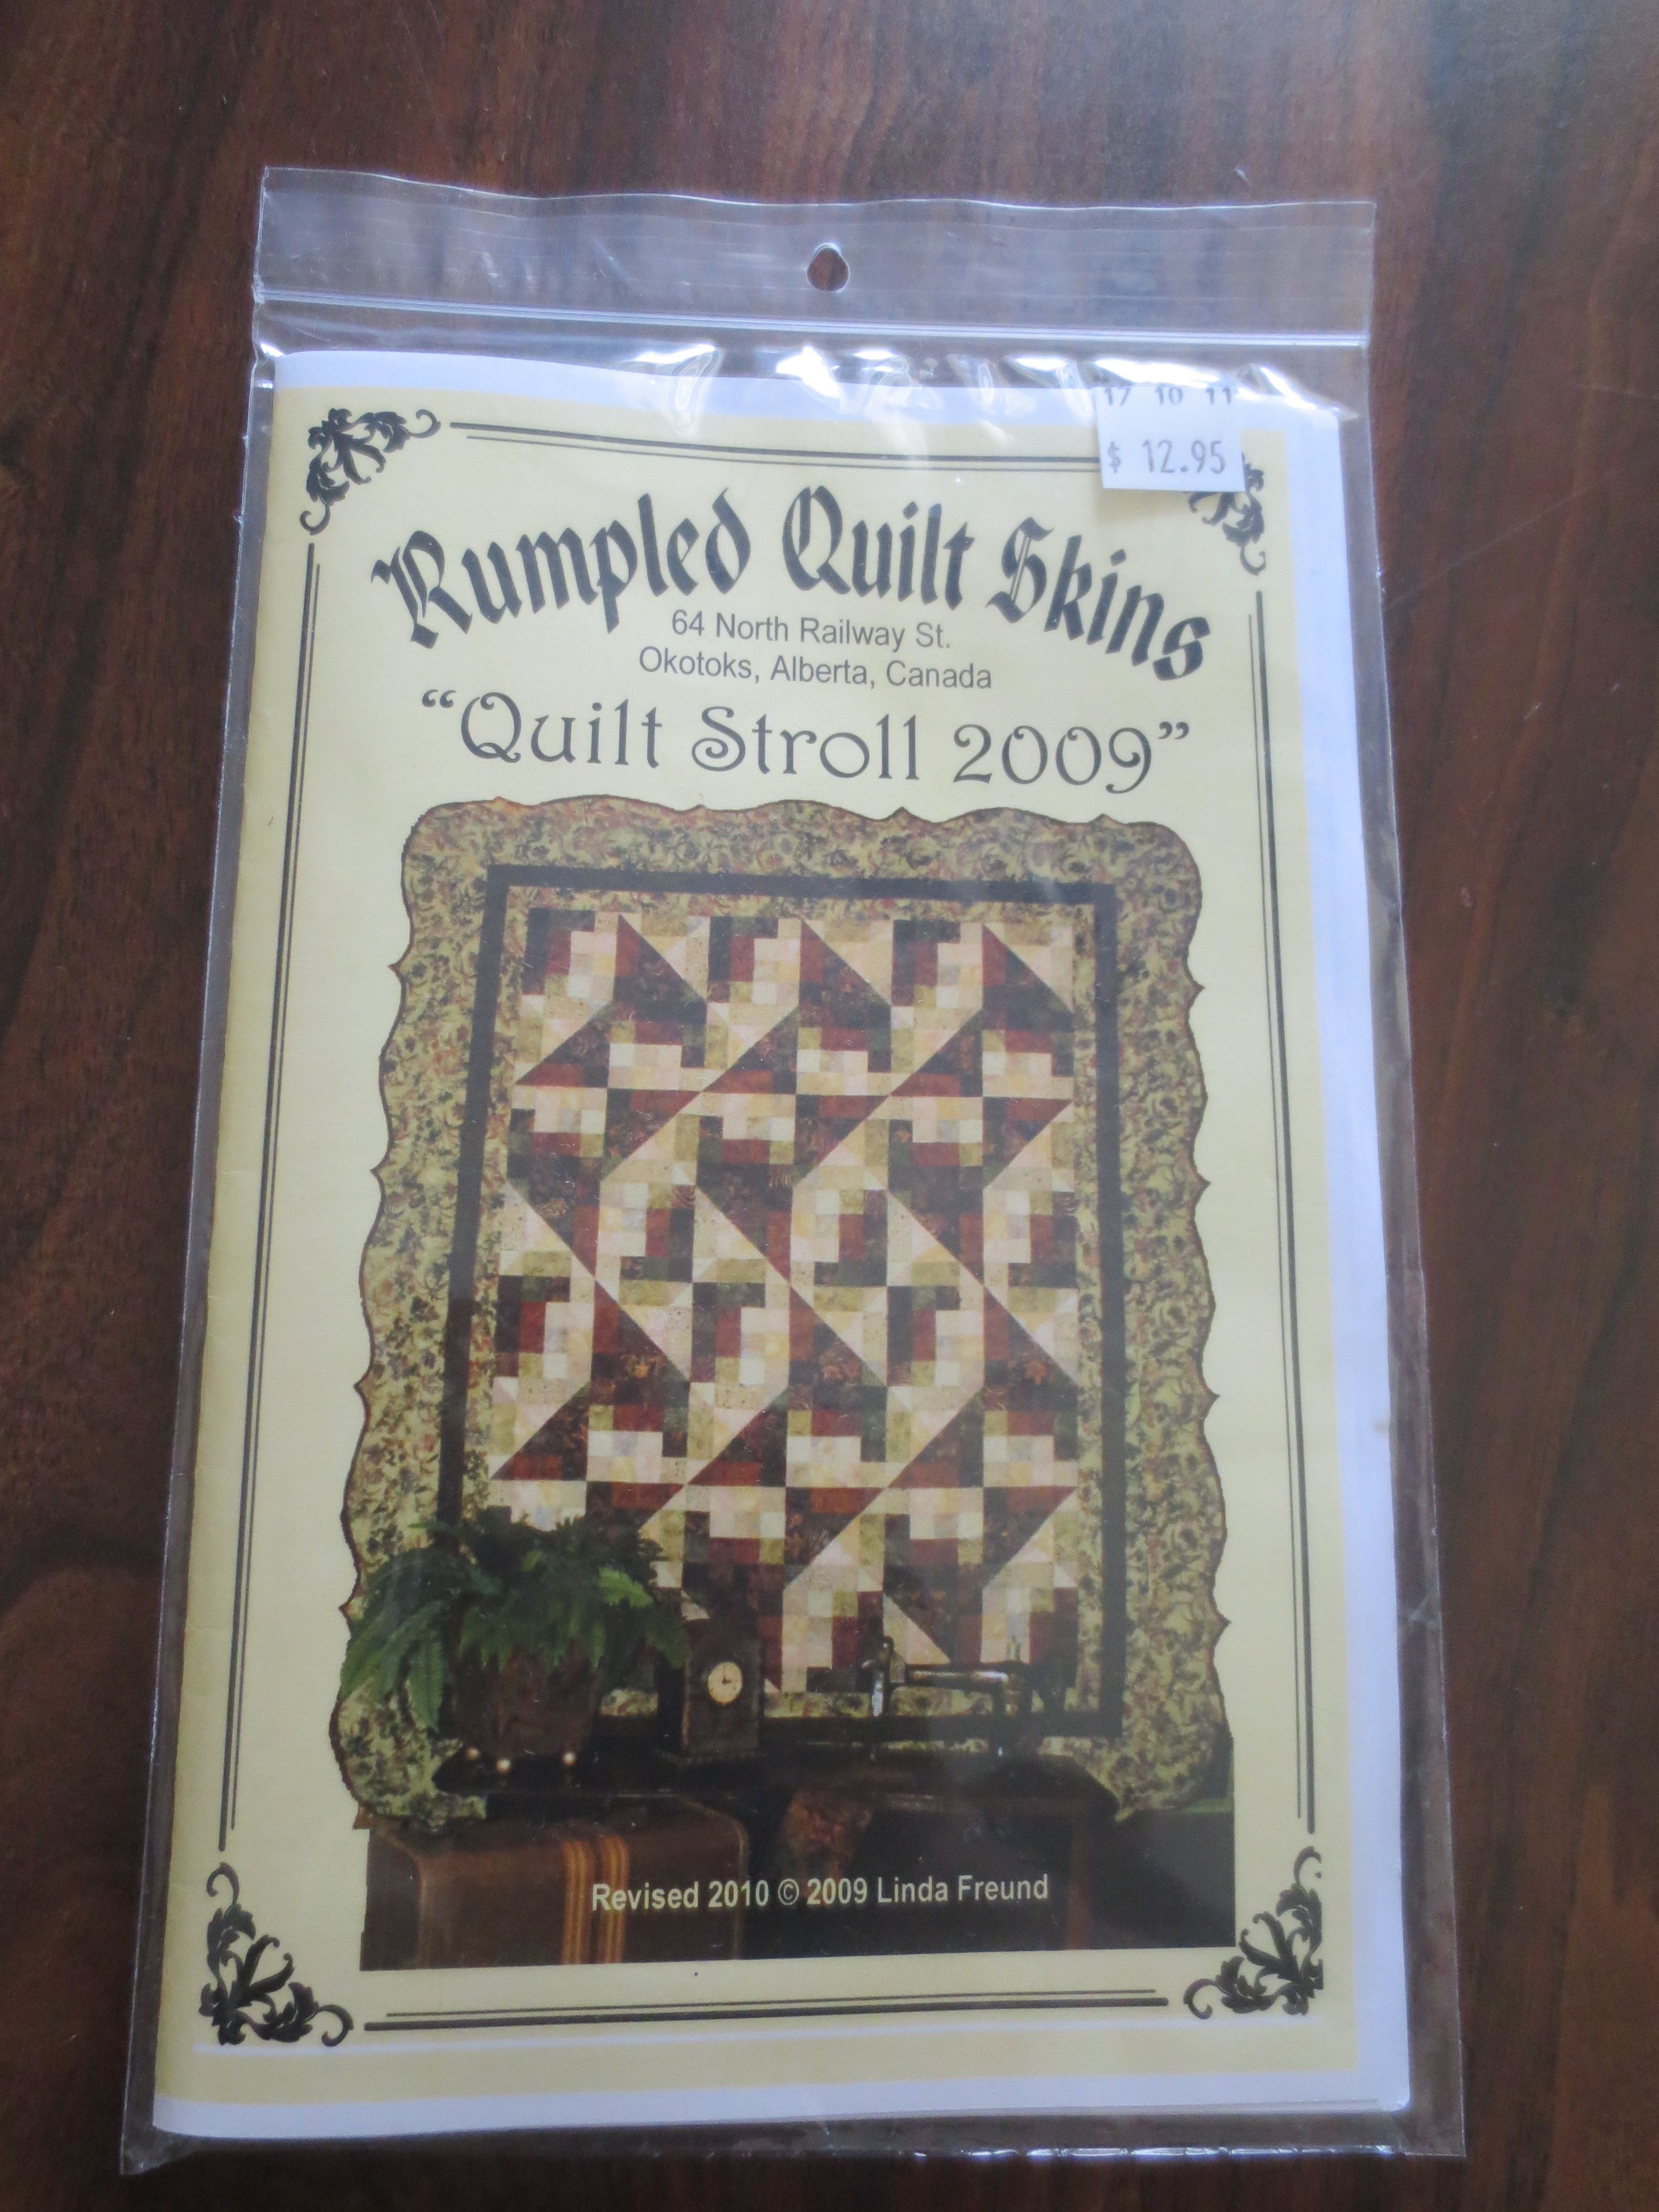 17 10 11
$ 12.95
Rumpled Quilt Skins
64 North Railway St.
Okotoks, Alberta, Canada
“Quilt Stroll 2009”
Revised 2010 © 2009 Linda Freund